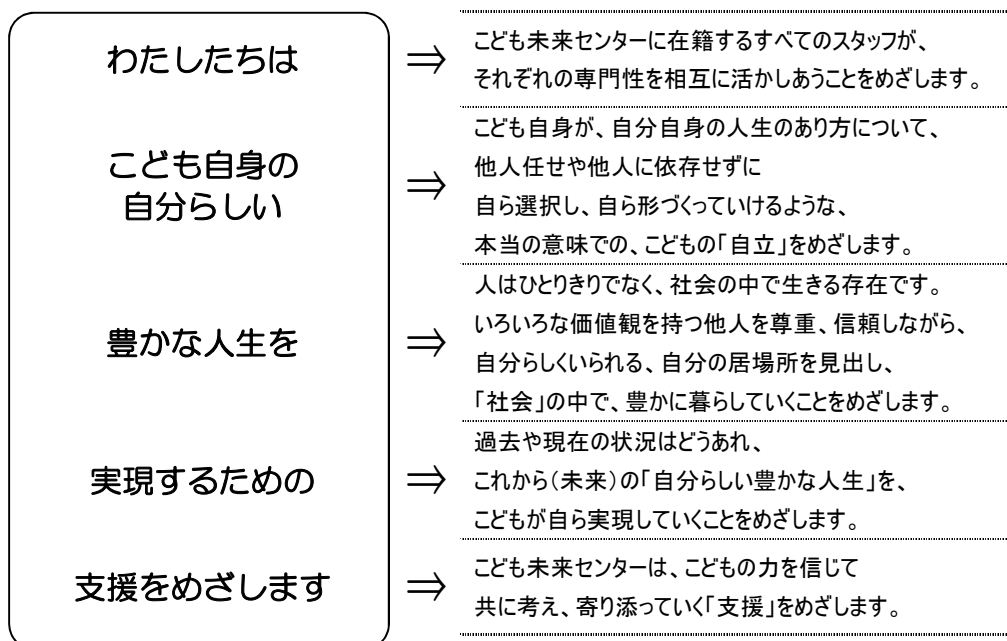 わたしたちは
⇒
こども未来センターに在籍するすべてのスタッフが、
それぞれの専門性を相互に活かしあうことをめざします。
こども自身の
自分らしい
⇒
こども自身が、自分自身の人生のあり方について、
他人任せや他人に依存せずに
自ら選択し、自ら形づくっていけるような、
本当の意味での、こどもの「自立」をめざします。
豊かな人生を
⇒
人はひとりきりでなく、社会の中で生きる存在です。
いろいろな価値観を持つ他人を尊重、信頼しながら、
自分らしくいられる、自分の居場所を見出し、
「社会」の中で、豊かに暮らしていくことをめざします。
実現するための
⇒
過去や現在の状況はどうあれ、
これから(未来)の「自分らしい豊かな人生」を、
こどもが自ら実現していくことをめざします。
支援をめざします
⇒
こども未来センターは、こどもの力を信じて
共に考え、寄り添っていく「支援」をめざします。